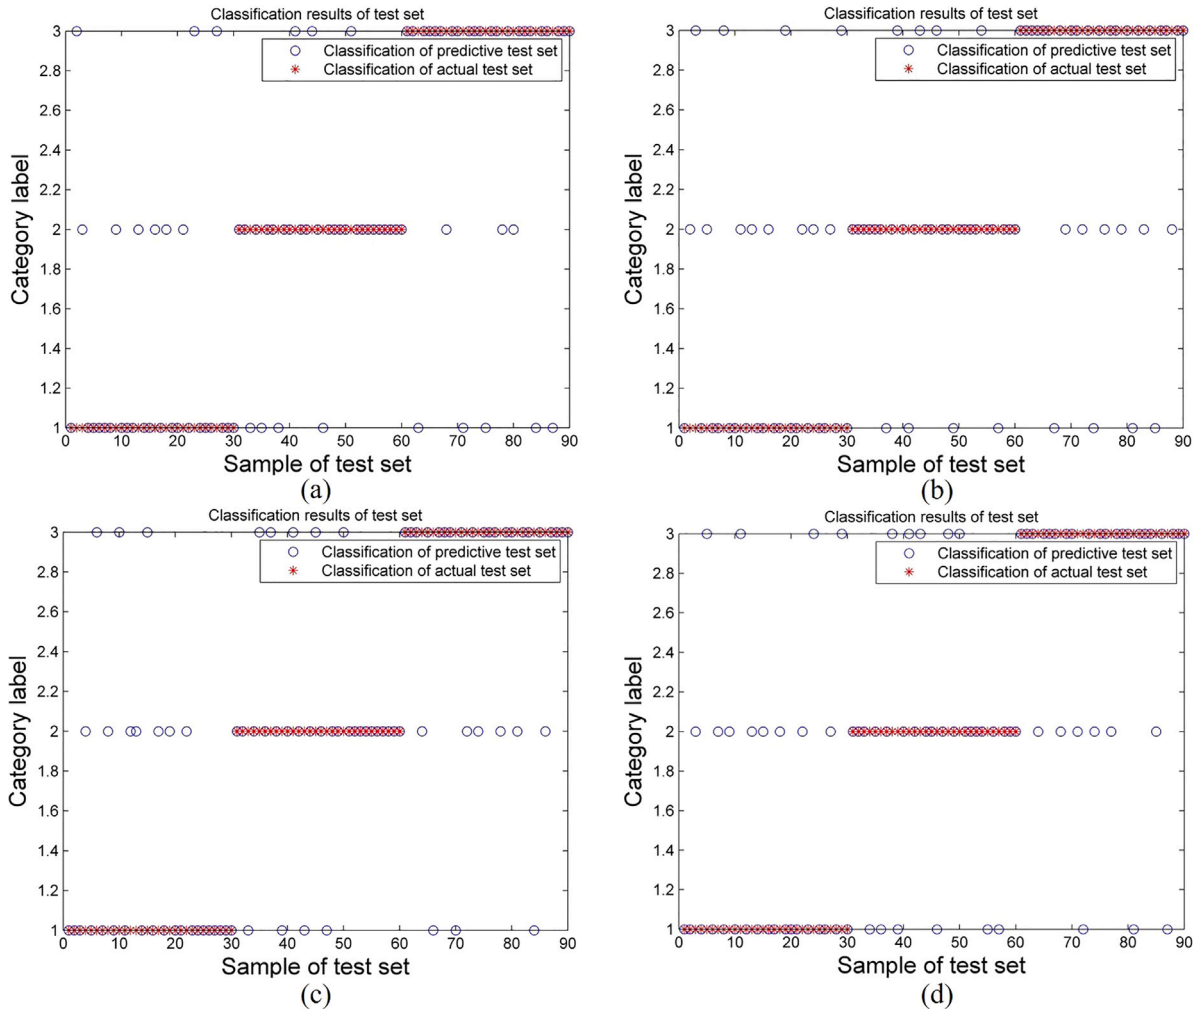 Classification results of test set
3
2.8
2.6
2.4
2.2
2
1.8
1.6
1.4
1.2
1
Category label
Classification of predictive test set
Classification of actual test set
0 10 20 30 40 50 60 70 80 90
Sample of test set
(a)
Classification results of test set
3
2.8
2.6
2.4
2.2
2
1.8
1.6
1.4
1.2
1
Category label
Classification of predictive test set
Classification of actual test set
0 10 20 30 40 50 60 70 80 90
Sample of test set
(b)
Classification results of test set
3
2.8
2.6
2.4
2.2
2
1.8
1.6
1.4
1.2
1
Category label
Classification of predictive test set
Classification of actual test set
0 10 20 30 40 50 60 70 80 90
Sample of test set
(c)
Classification results of test set
3
2.8
2.6
2.4
2.2
2
1.8
1.6
1.4
1.2
1
Category label
Classification of predictive test set
Classification of actual test set
0 10 20 30 40 50 60 70 80 90
Sample of test set
(d)